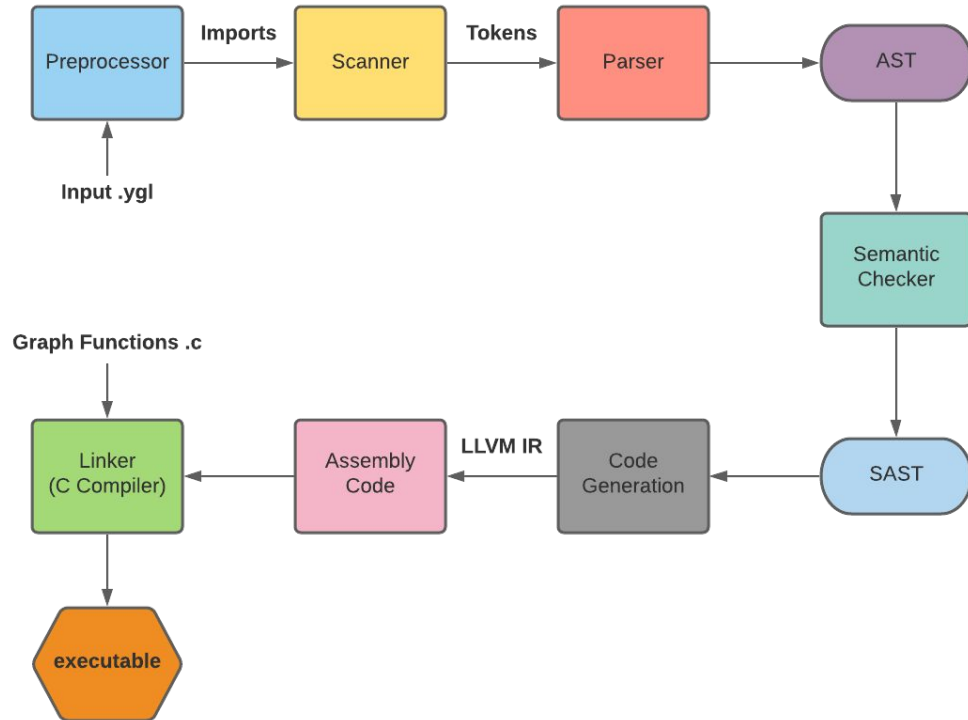 Imports
Tokens
Preprocessor
Scanner
Parser
AST
Input .ygl
Semantic
Checker
Graph Functions .c
LLVM IR
Linker
(C Compiler)
Assembly
Code
Code
Generation
SAST
executable